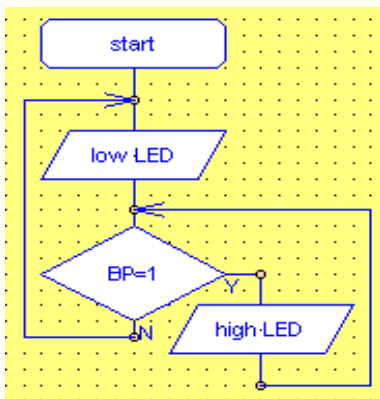 start
low LED
BP=1
Y
N
high LED